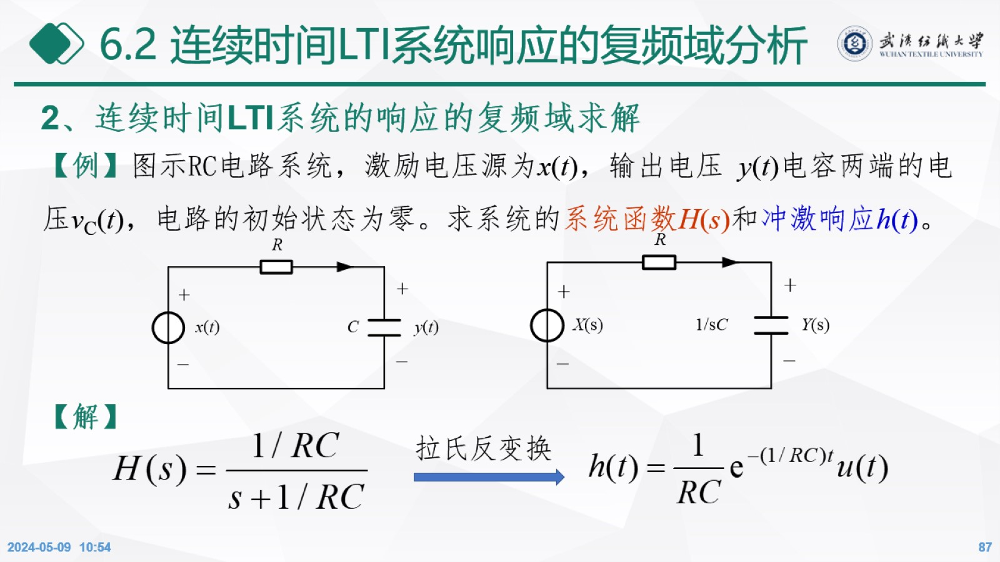 6.2 连续时间LTI系统响应的复频域分析
武汉纺织大学
WUHAN TEXTILE UNIVERSITY
2、连续时间LTI系统的响应的复频域求解
【例】图示RC电路系统，激励电压源为x(t)，输出电压 y(t)电容两端的电
压v_C(t)，电路的初始状态为零。求系统的系统函数H(s)和冲激响应h(t)。
R
+
x(t)
−
C
+
y(t)
−
R
+
X(s)
−
1/sC
+
Y(s)
−
【解】
H(s) = (1/RC)/(s+1/RC)
拉氏反变换
h(t) = 1/RC e^{−(1/RC)t} u(t)
2024-05-09 10:54
87